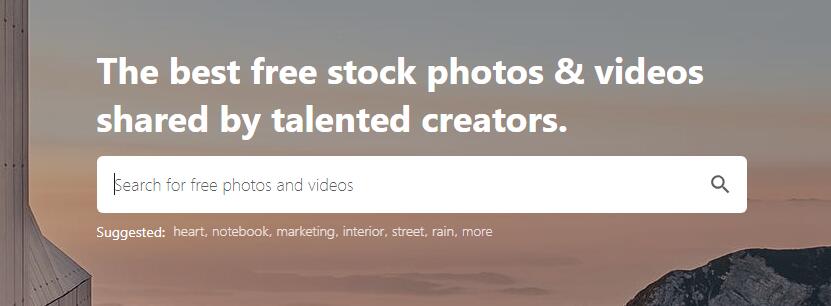 The best free stock photos & videos
shared by talented creators.
Search for free photos and videos
Suggested: heart, notebook, marketing, interior, street, rain, more